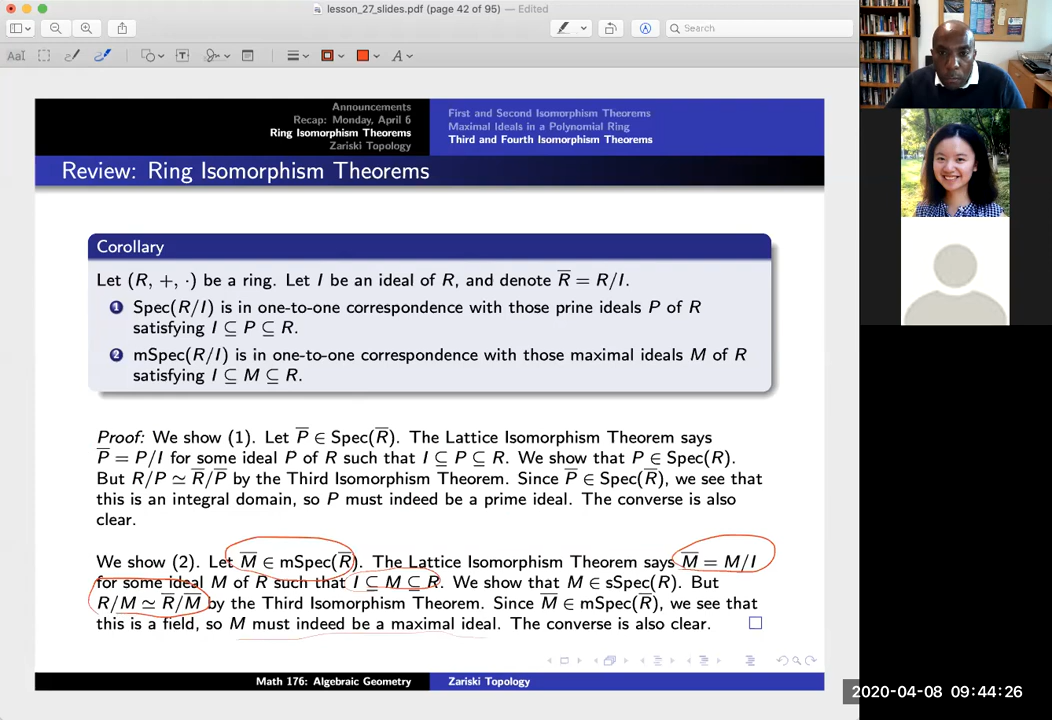 lesson_27_slides.pdf (page 42 of 95) — Edited
Search
AaI
A
Announcements
Recap: Monday, April 6
Ring Isomorphism Theorems
Zariski Topology
First and Second Isomorphism Theorems
Maximal Ideals in a Polynomial Ring
Third and Fourth Isomorphism Theorems
Review: Ring Isomorphism Theorems
Corollary
Let (R, +, ·) be a ring. Let I be an ideal of R, and denote R̅ = R/I.
1 Spec(R/I) is in one-to-one correspondence with those prine ideals P of R
satisfying I ⊆ P ⊆ R.
2 mSpec(R/I) is in one-to-one correspondence with those maximal ideals M of R
satisfying I ⊆ M ⊆ R.
Proof: We show (1). Let P̅ ∈ Spec(R̅). The Lattice Isomorphism Theorem says
P̅ = P/I for some ideal P of R such that I ⊆ P ⊆ R. We show that P ∈ Spec(R).
But R/P ≃ R̅/P̅ by the Third Isomorphism Theorem. Since P̅ ∈ Spec(R̅), we see that
this is an integral domain, so P must indeed be a prime ideal. The converse is also
clear.
We show (2). Let M̅ ∈ mSpec(R̅). The Lattice Isomorphism Theorem says M̅ = M/I
for some ideal M of R such that I ⊆ M ⊆ R. We show that M ∈ sSpec(R). But
R/M ≃ R̅/M̅ by the Third Isomorphism Theorem. Since M̅ ∈ mSpec(R̅), we see that
this is a field, so M must indeed be a maximal ideal. The converse is also clear. □
Math 176: Algebraic Geometry
Zariski Topology
2020-04-08 09:44:26